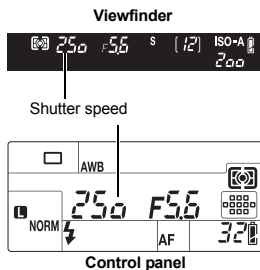 Viewfinder
250 F5.6 S [12] ISO-A
200
Shutter speed
AWB
L
NORM
250 F5.6
AF 32
Control panel